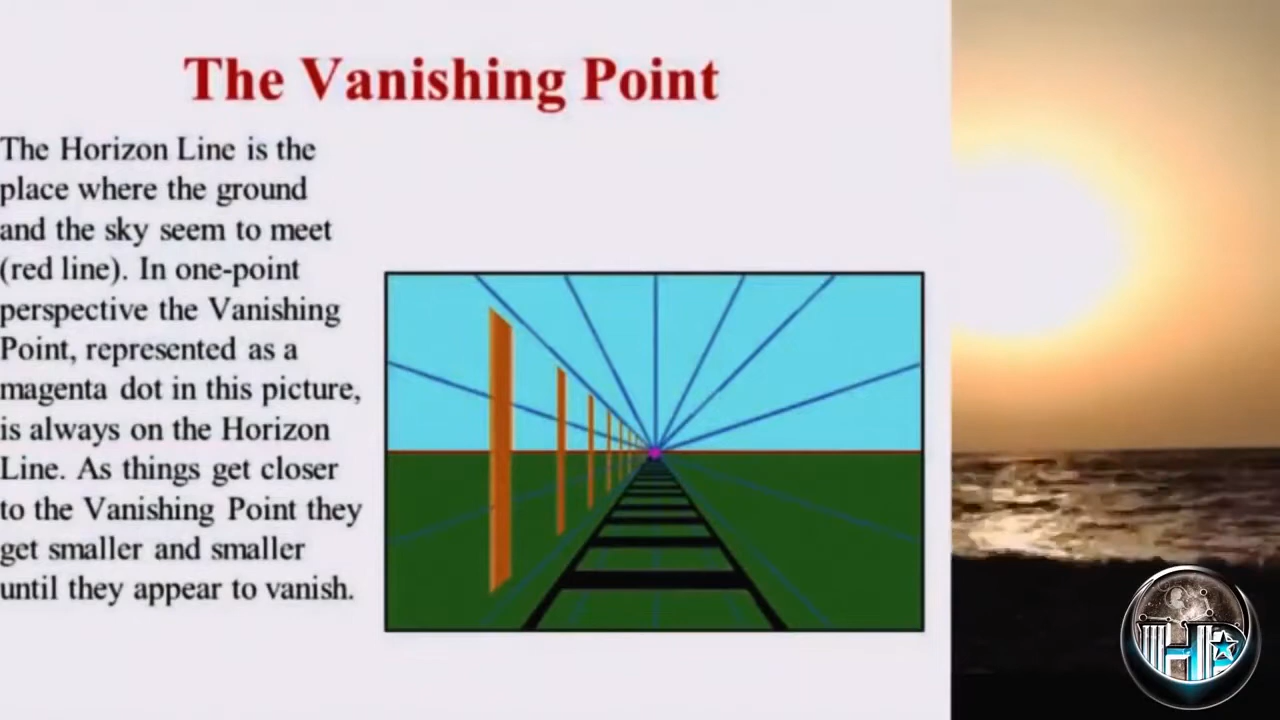 The Vanishing Point
The Horizon Line is the
place where the ground
and the sky seem to meet
(red line). In one-point
perspective the Vanishing
Point, represented as a
magenta dot in this picture,
is always on the Horizon
Line. As things get closer
to the Vanishing Point they
get smaller and smaller
until they appear to vanish.
HP